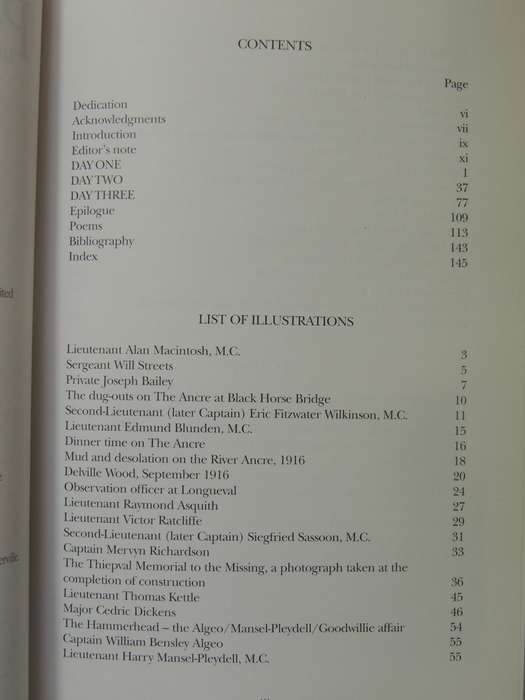 CONTENTS
Page
Dedication vi
Acknowledgments vii
Introduction ix
Editor's note xi
DAY ONE 1
DAY TWO 37
DAY THREE 77
Epilogue 109
Poems 113
Bibliography 143
Index 145
LIST OF ILLUSTRATIONS
Lieutenant Alan Macintosh, M.C. 3
Sergeant Will Streets 5
Private Joseph Bailey 7
The dug-outs on The Ancre at Black Horse Bridge 10
Second-Lieutenant (later Captain) Eric Fitzwater Wilkinson, M.C. 11
Lieutenant Edmund Blunden, M.C. 15
Dinner time on The Ancre 16
Mud and desolation on the River Ancre, 1916 18
Delville Wood, September 1916 20
Observation officer at Longueval 24
Lieutenant Raymond Asquith 27
Lieutenant Victor Ratcliffe 29
Second-Lieutenant (later Captain) Siegfried Sassoon, M.C. 31
Captain Mervyn Richardson 33
The Thiepval Memorial to the Missing, a photograph taken at the
completion of construction 36
Lieutenant Thomas Kettle 45
Major Cedric Dickens 46
The Hammerhead – the Algeo/Mansel-Pleydell/Goodwillie affair 54
Captain William Bensley Algeo 55
Lieutenant Harry Mansel-Pleydell, M.C. 55